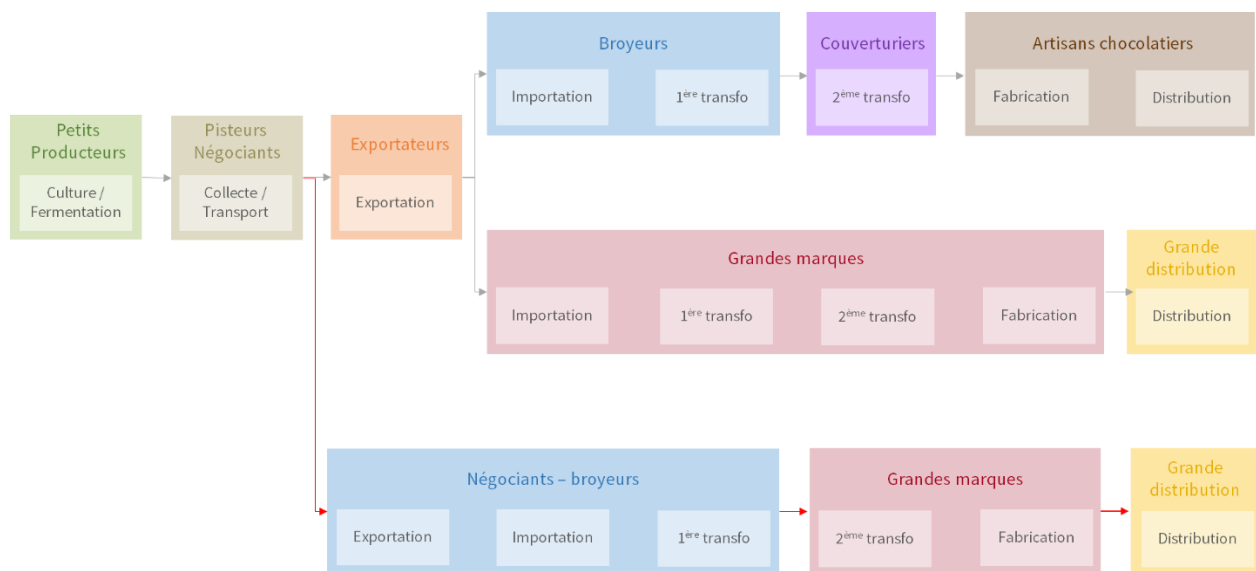 Broyeurs
Importation
1ère transfo
Couverturiers
2ème transfo
Artisans chocolatiers
Fabrication
Distribution
Petits
Producteurs
Culture /
Fermentation
Pisteurs
Négociants
Collecte /
Transport
Exportateurs
Exportation
Grandes marques
Importation
1ère transfo
2ème transfo
Fabrication
Grande
distribution
Distribution
Négociants – broyeurs
Exportation
Importation
1ère transfo
Grandes marques
2ème transfo
Fabrication
Grande
distribution
Distribution